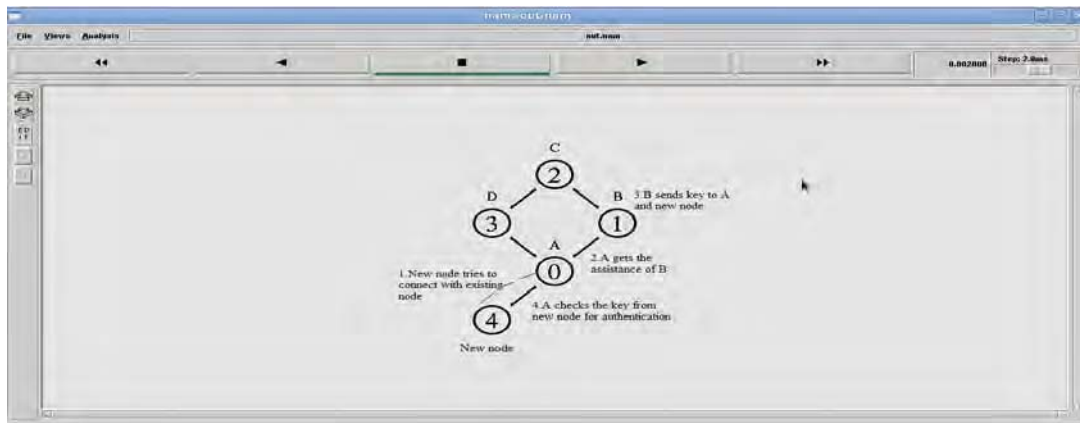 File Views Analysis
out.nam
0.002000
Step: 2.0ms
C
2
D
3
B
1
3.B sends key to A
and new node
A
0
2.A gets the
assistance of B
1.New node tries to
connect with existing
node
4
4.A checks the key from
new node for authentication
New node